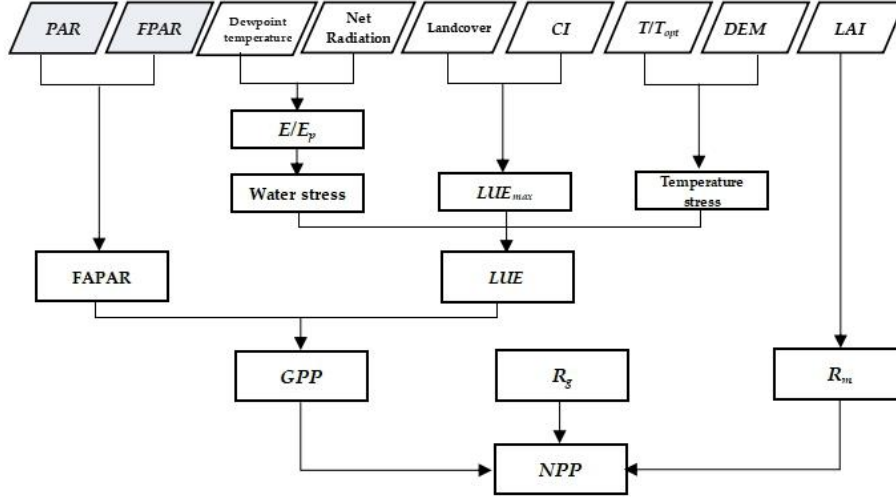 PAR
FPAR
Dewpoint
temperature
Net
Radiation
Landcover
CI
T/Topt
DEM
LAI
E/Ep
Water stress
LUEmax
Temperature
stress
FAPAR
LUE
GPP
Rg
Rm
NPP